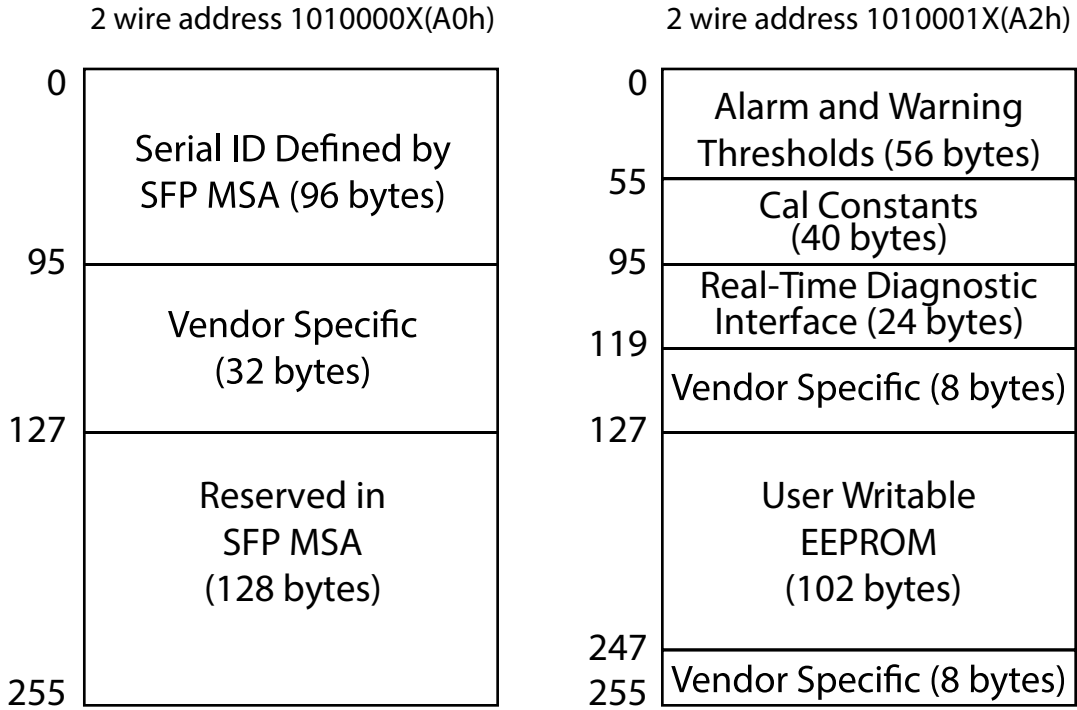 2 wire address 1010000X(A0h)
0
Serial ID Defined by
SFP MSA (96 bytes)
95
Vendor Specific
(32 bytes)
127
Reserved in
SFP MSA
(128 bytes)
255
2 wire address 1010001X(A2h)
0
Alarm and Warning
Thresholds (56 bytes)
55
Cal Constants
(40 bytes)
95
Real-Time Diagnostic
Interface (24 bytes)
119
Vendor Specific (8 bytes)
127
User Writable
EEPROM
(102 bytes)
247
Vendor Specific (8 bytes)
255